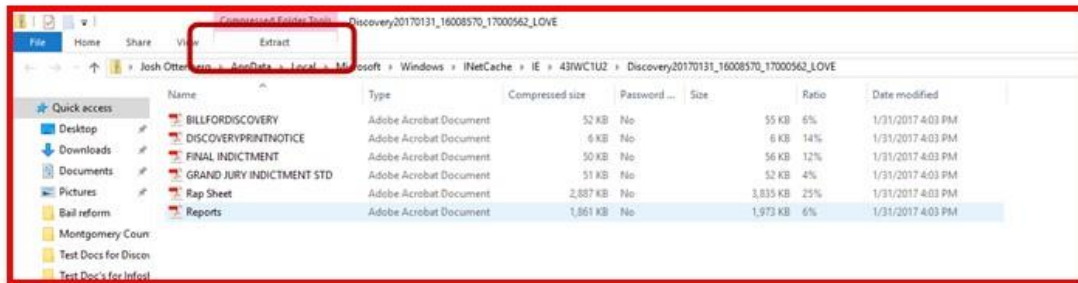 Compressed Folder Tools Discovery20170131_16008570_17000562_LOVE
File Home Share View Extract
Josh Ottenberg AppData Local Microsoft Windows INetCache IE 43IWC1U2 Discovery20170131_16008570_17000562_LOVE
Name Type Compressed size Password ... Size Ratio Date modified
Quick access
Desktop
Downloads
Documents
Pictures
Bail reform
Montgomery Coun
Test Docs for Discov
Test Doc's for Infosl
BILLFORDISCOVERY Adobe Acrobat Document 52 KB No 55 KB 6% 1/31/2017 4:03 PM
DISCOVERYPRINTNOTICE Adobe Acrobat Document 6 KB No 6 KB 14% 1/31/2017 4:03 PM
FINAL INDICTMENT Adobe Acrobat Document 50 KB No 56 KB 12% 1/31/2017 4:03 PM
GRAND JURY INDICTMENT STD Adobe Acrobat Document 51 KB No 52 KB 4% 1/31/2017 4:03 PM
Rap Sheet Adobe Acrobat Document 2,887 KB No 3,835 KB 25% 1/31/2017 4:03 PM
Reports Adobe Acrobat Document 1,861 KB No 1,973 KB 6% 1/31/2017 4:03 PM